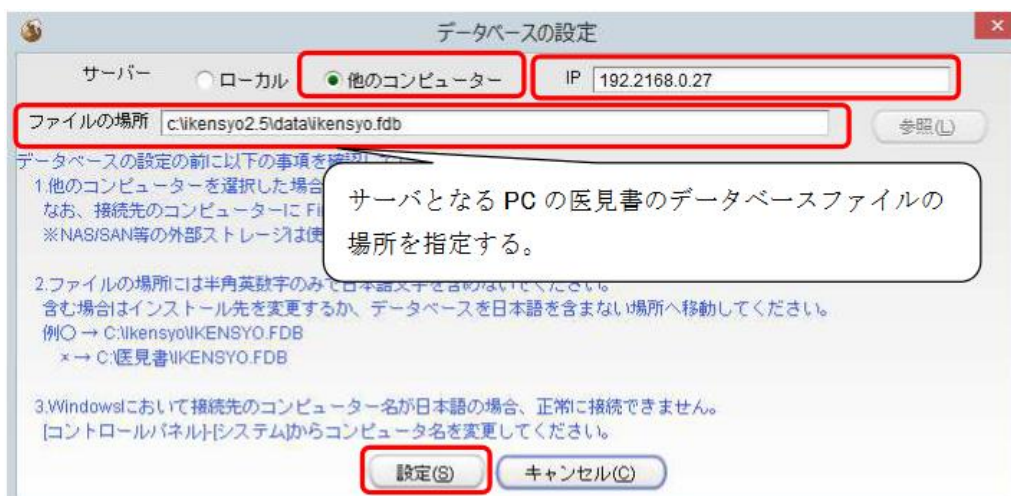 データベースの設定
サーバー ローカル 他のコンピューター IP 192.2168.0.27
ファイルの場所 c:\ikensyo2.5\data\ikensyo.fdb 参照(L)
データベースの設定の前に以下の事項を確認して
1.他のコンピューターを選択した場合
なお、接続先のコンピューターに Fi
※NAS/SAN等の外部ストレージは使
サーバとなる PC の医見書のデータベースファイルの
場所を指定する。
2.ファイルの場所には半角英数字のみで日本語文字を含めないでください。
含む場合はインストール先を変更するか、データベースを日本語を含まない場所へ移動してください。
例〇 → C:\Ikensyo\IKENSYO.FDB
× → C:\医見書\IKENSYO.FDB
3.Windowsにおいて接続先のコンピューター名が日本語の場合、正常に接続できません。
[コントロールパネル]-[システム]からコンピュータ名を変更してください。
設定(S) キャンセル(C)